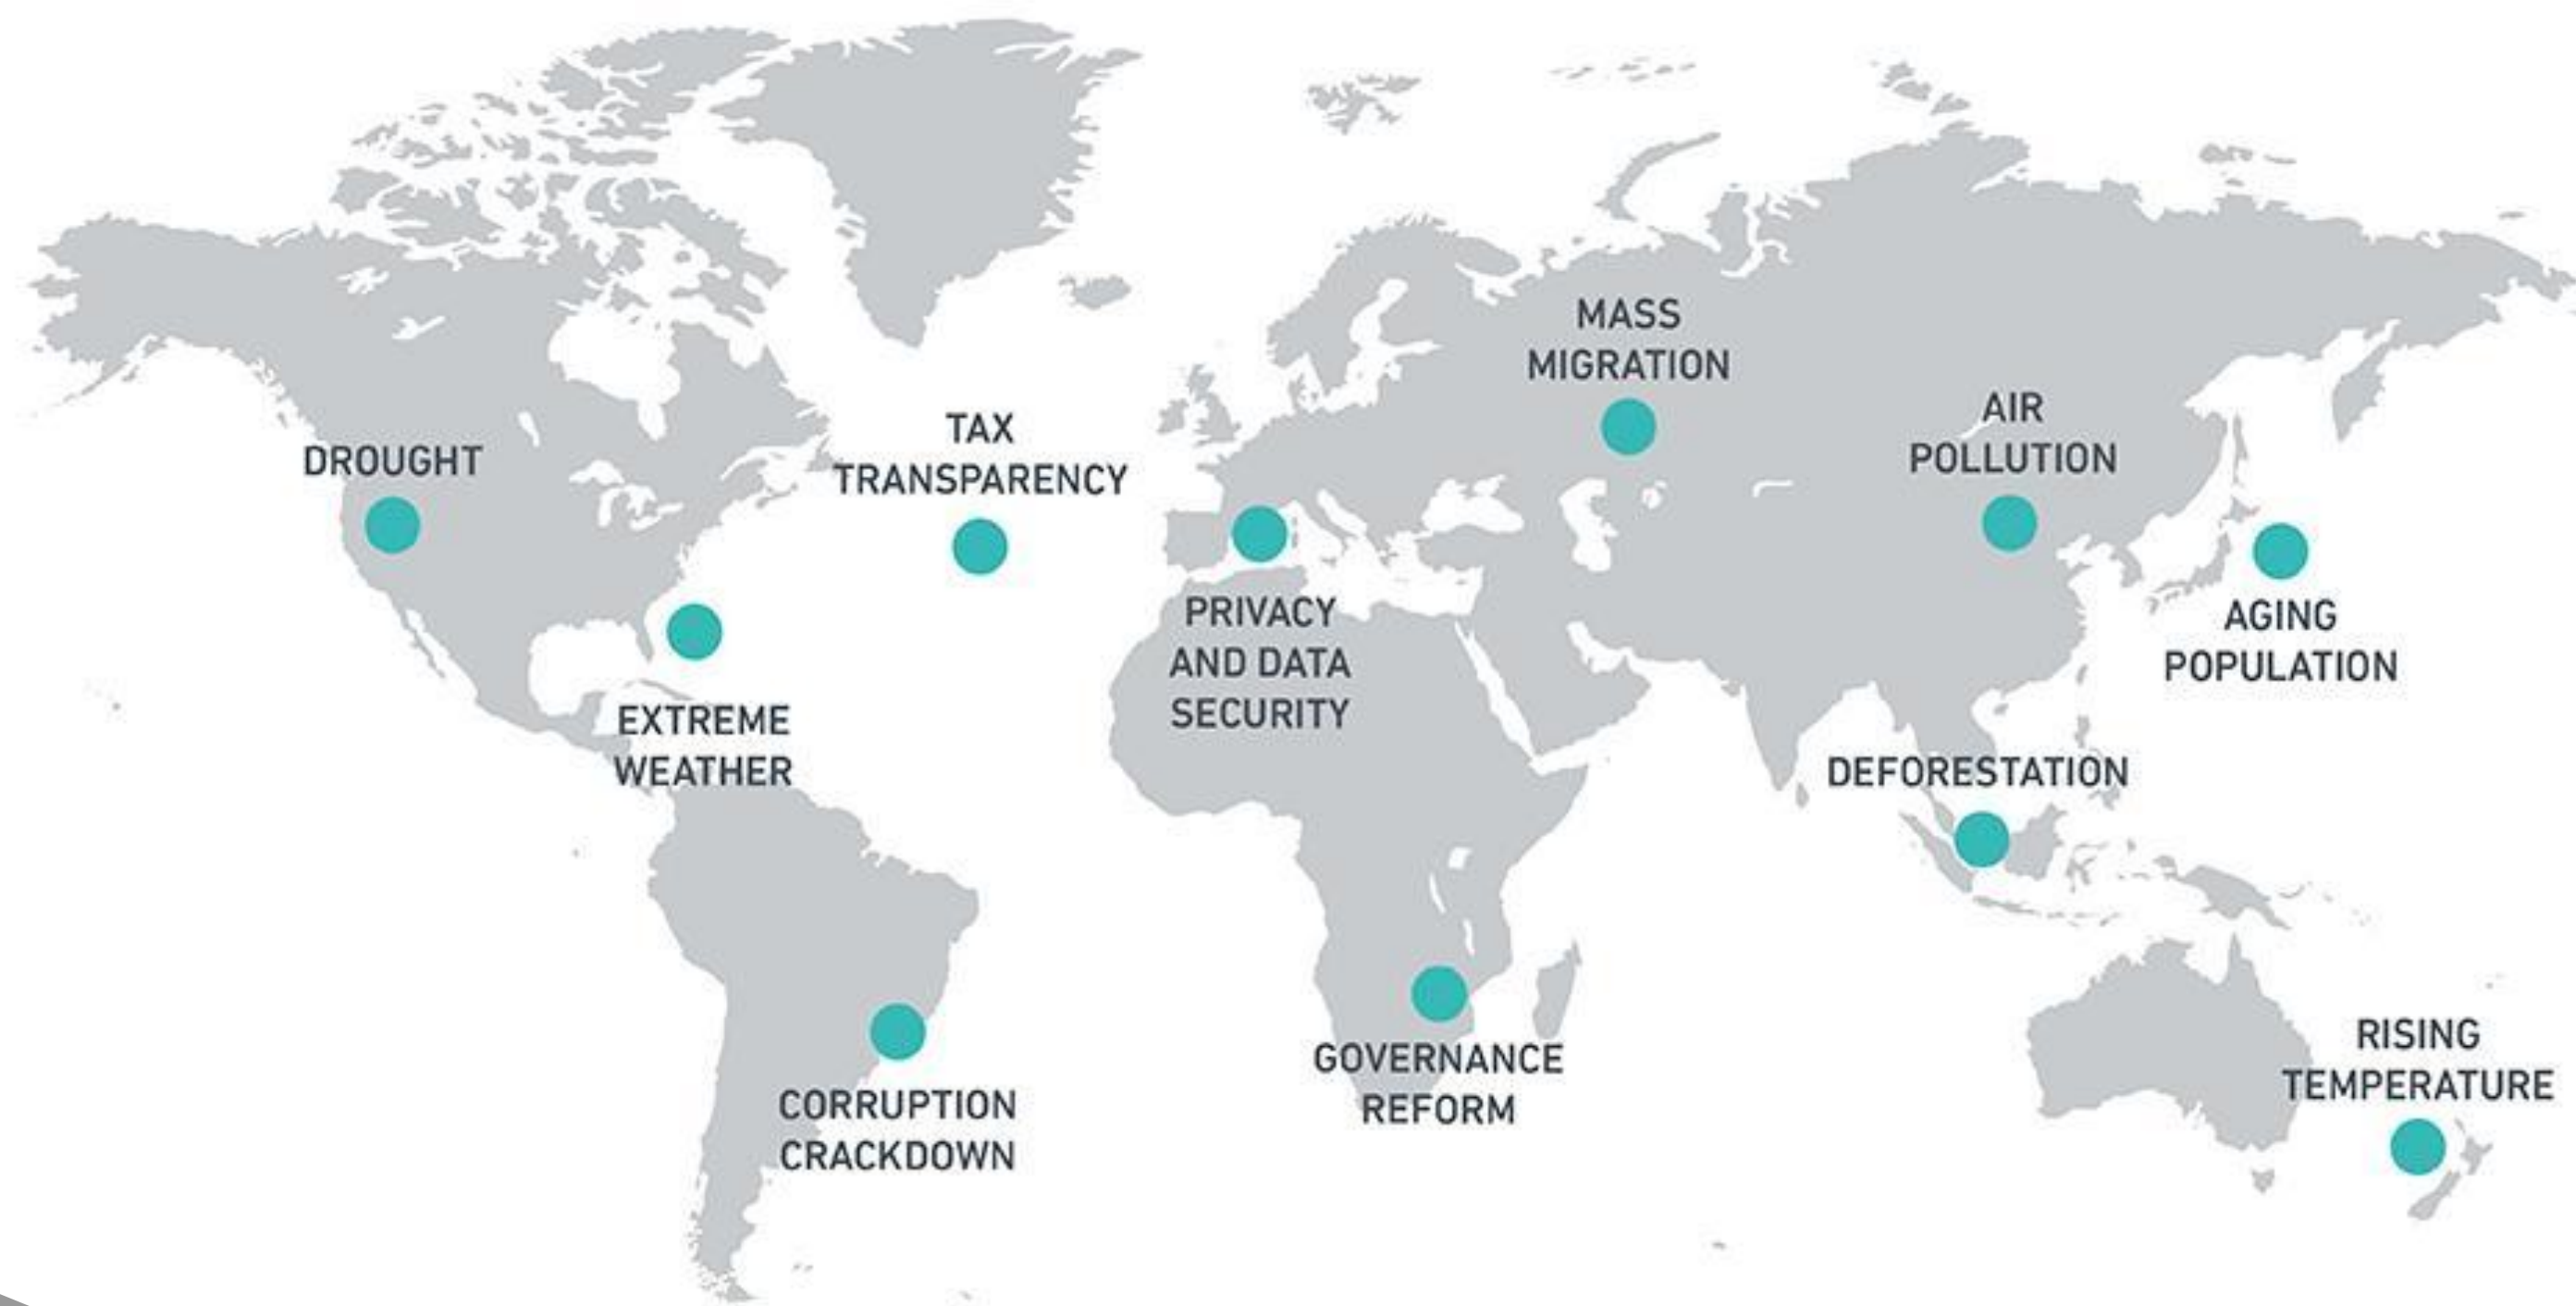 MASS
MIGRATION
AIR
POLLUTION
TAX
TRANSPARENCY
DROUGHT
PRIVACY
AND DATA
SECURITY
AGING
POPULATION
EXTREME
WEATHER
DEFORESTATION
RISING
TEMPERATURE
GOVERNANCE
REFORM
CORRUPTION
CRACKDOWN